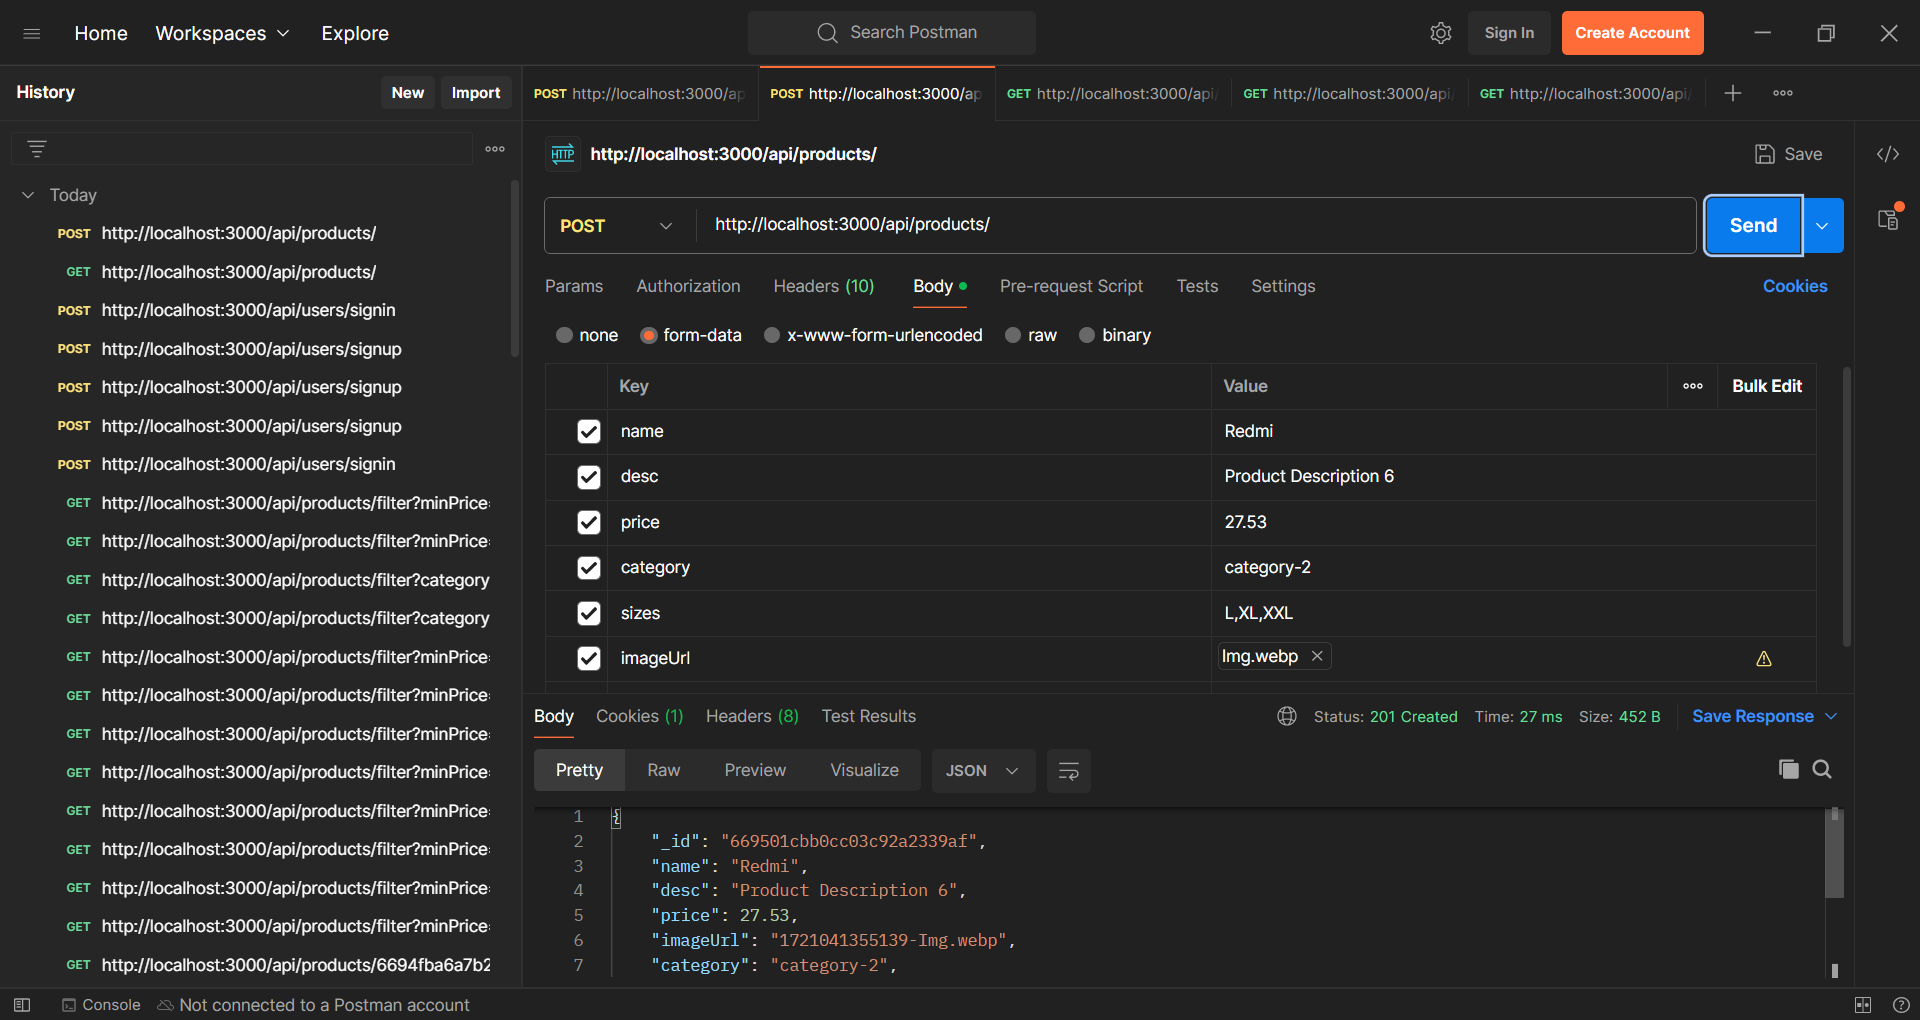 Home Workspaces Explore Search Postman Sign In Create Account
History New Import
POST http://localhost:3000/ap POST http://localhost:3000/ap GET http://localhost:3000/api/ GET http://localhost:3000/api/ GET http://localhost:3000/api/
HTTP http://localhost:3000/api/products/ Save
Today
POST http://localhost:3000/api/products/
GET http://localhost:3000/api/products/
POST http://localhost:3000/api/users/signin
POST http://localhost:3000/api/users/signup
POST http://localhost:3000/api/users/signup
POST http://localhost:3000/api/users/signup
POST http://localhost:3000/api/users/signin
GET http://localhost:3000/api/products/filter?minPrice=
GET http://localhost:3000/api/products/filter?minPrice=
GET http://localhost:3000/api/products/filter?category
GET http://localhost:3000/api/products/filter?category
GET http://localhost:3000/api/products/filter?minPrice=
GET http://localhost:3000/api/products/filter?minPrice=
GET http://localhost:3000/api/products/filter?minPrice=
GET http://localhost:3000/api/products/filter?minPrice=
GET http://localhost:3000/api/products/filter?minPrice=
GET http://localhost:3000/api/products/filter?minPrice=
GET http://localhost:3000/api/products/filter?minPrice=
GET http://localhost:3000/api/products/filter?minPrice=
GET http://localhost:3000/api/products/6694fba6a7b2
POST http://localhost:3000/api/products/ Send
Params Authorization Headers (10) Body Pre-request Script Tests Settings Cookies
none form-data x-www-form-urlencoded raw binary
Key Value Bulk Edit
name Redmi
desc Product Description 6
price 27.53
category category-2
sizes L,XL,XXL
imageUrl Img.webp
Body Cookies (1) Headers (8) Test Results Status: 201 Created Time: 27 ms Size: 452 B Save Response
Pretty Raw Preview Visualize JSON
1 {
2 "_id": "669501cbb0cc03c92a2339af",
3 "name": "Redmi",
4 "desc": "Product Description 6",
5 "price": 27.53,
6 "imageUrl": "1721041355139-Img.webp",
7 "category": "category-2",
Console Not connected to a Postman account